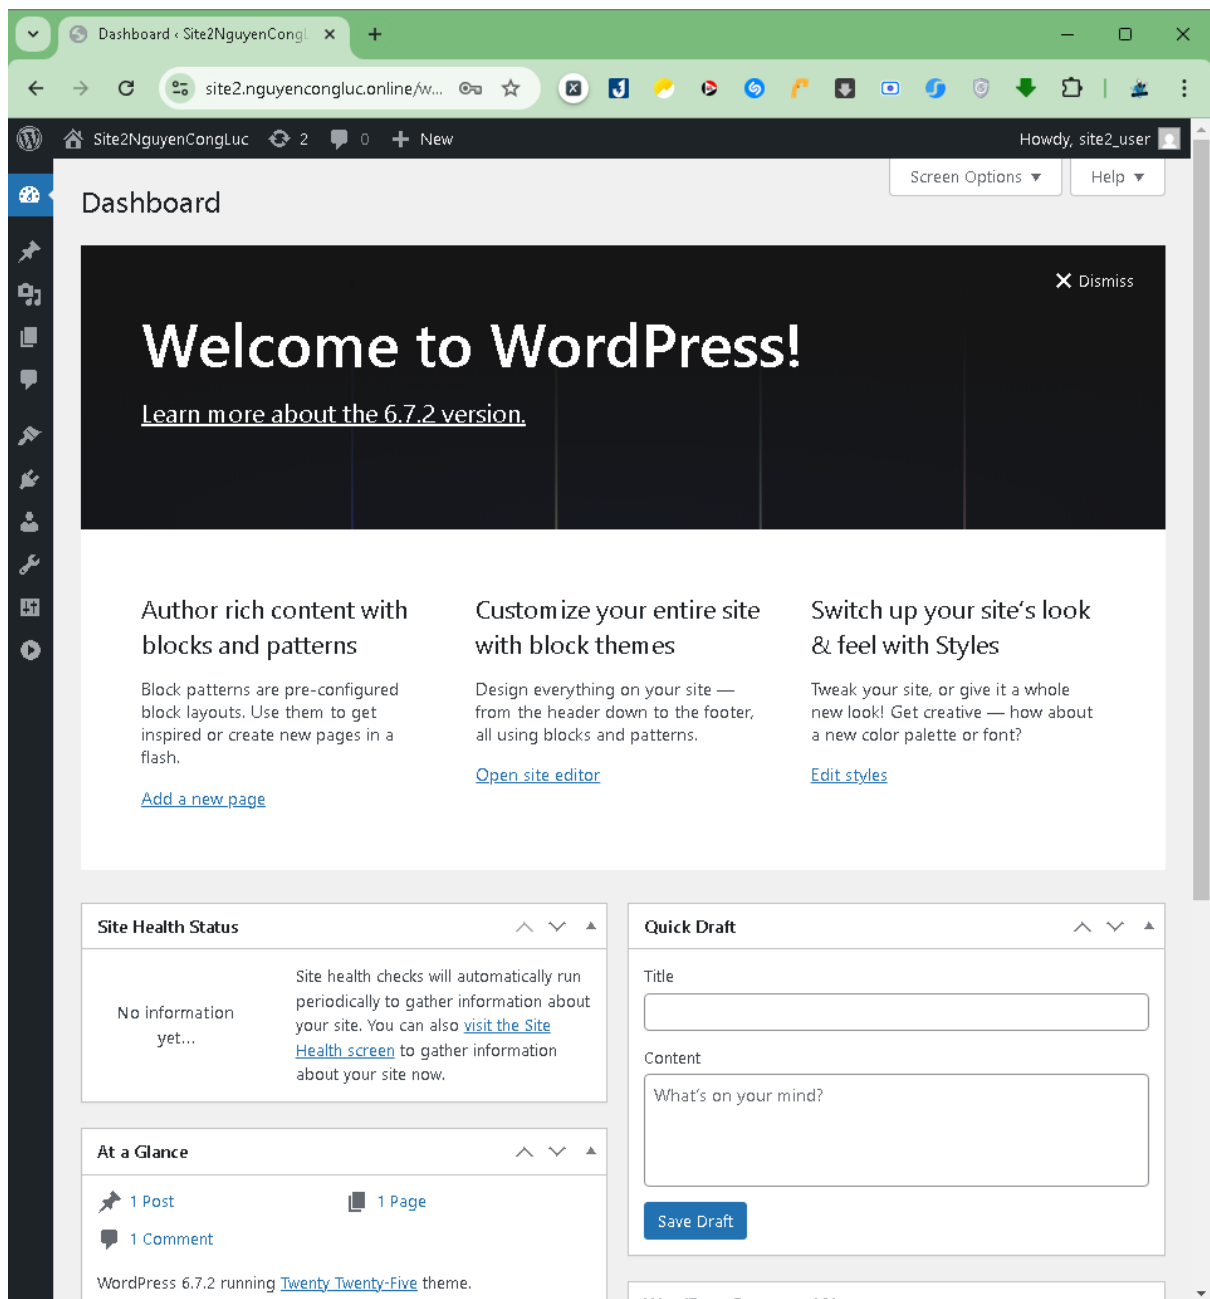 Dashboard ‹ Site2NguyenCongL
site2.nguyencongluc.online/w...
Site2NguyenCongLuc 2 0 New
Howdy, site2_user
Screen Options Help
Dashboard
Dismiss
Welcome to WordPress!
Learn more about the 6.7.2 version.
Author rich content with
blocks and patterns
Block patterns are pre-configured
block layouts. Use them to get
inspired or create new pages in a
flash.
Add a new page
Customize your entire site
with block themes
Design everything on your site —
from the header down to the footer,
all using blocks and patterns.
Open site editor
Switch up your site’s look
& feel with Styles
Tweak your site, or give it a whole
new look! Get creative — how about
a new color palette or font?
Edit styles
Site Health Status
No information
yet...
Site health checks will automatically run
periodically to gather information about
your site. You can also visit the Site
Health screen to gather information
about your site now.
At a Glance
1 Post
1 Page
1 Comment
WordPress 6.7.2 running Twenty Twenty-Five theme.
Quick Draft
Title
Content
What’s on your mind?
Save Draft